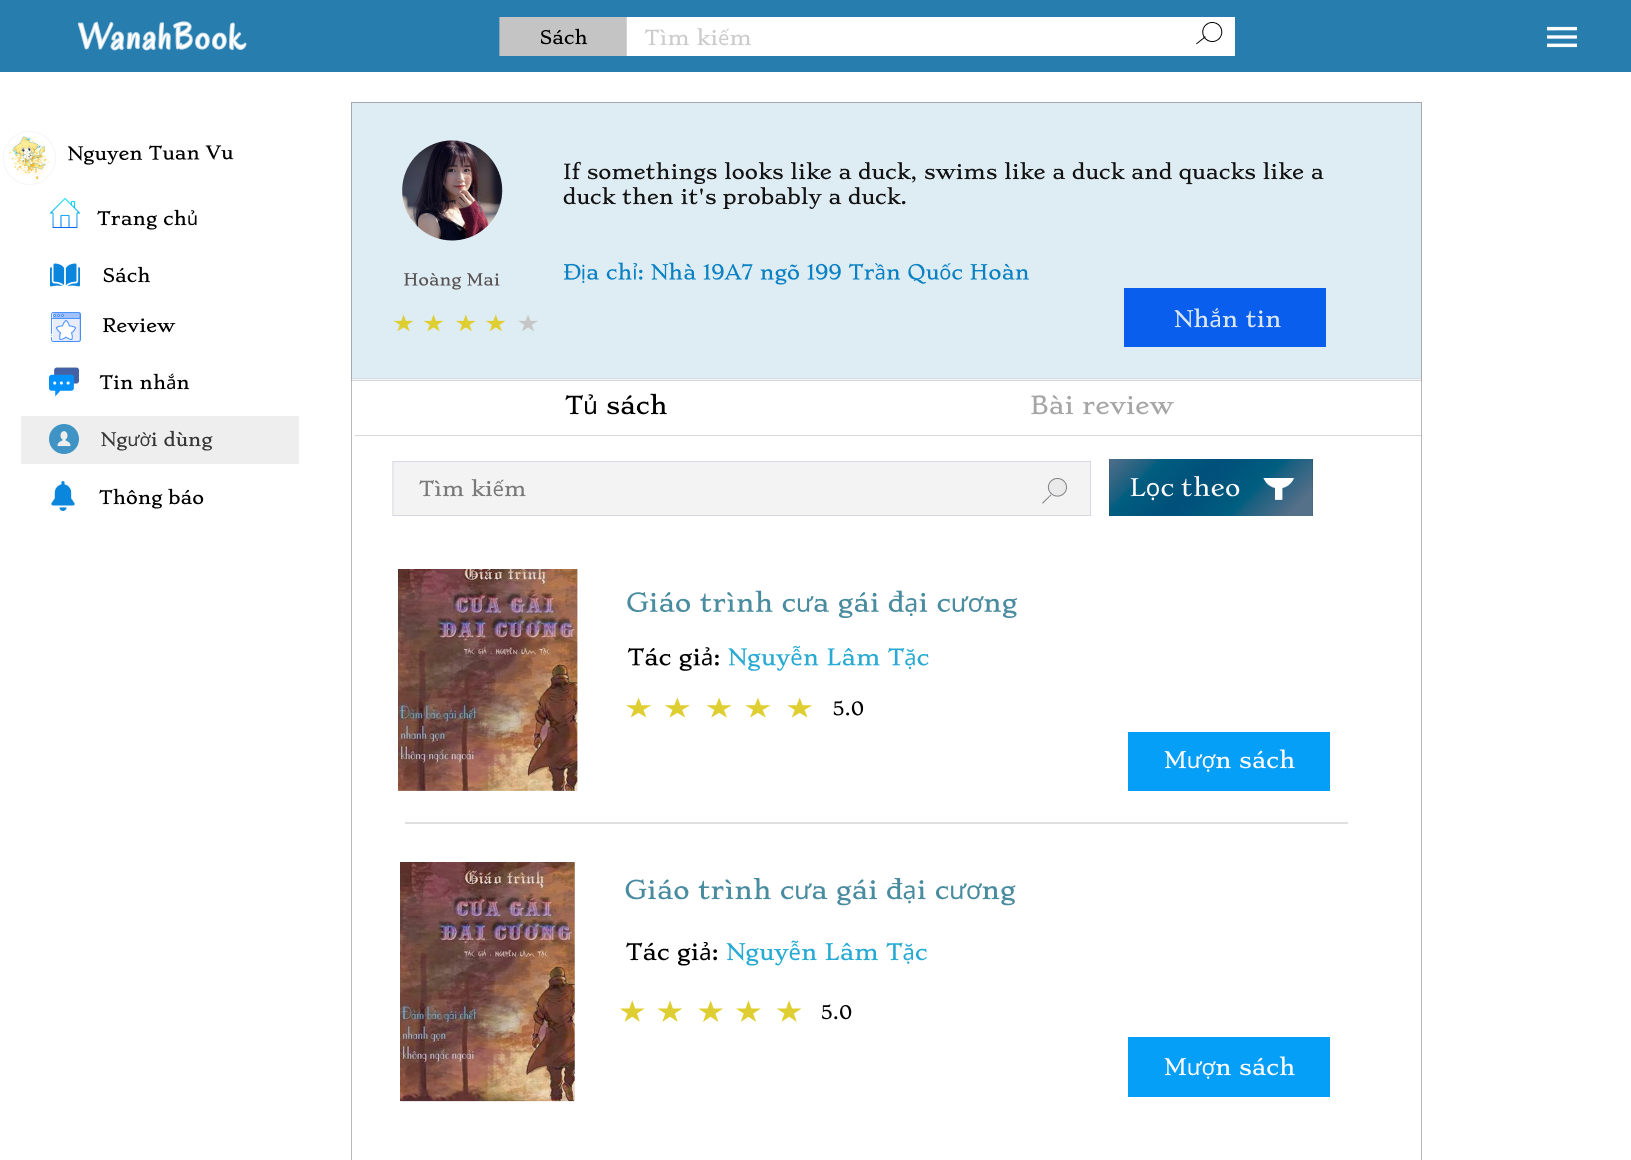 WanahBook
Sách
Tìm kiếm
Nguyen Tuan Vu
Trang chủ
Sách
Review
Tin nhắn
Người dùng
Thông báo
If somethings looks like a duck, swims like a duck and quacks like a
duck then it's probably a duck.
Hoàng Mai
Địa chỉ: Nhà 19A7 ngõ 199 Trần Quốc Hoàn
Nhắn tin
Tủ sách
Bài review
Tìm kiếm
Lọc theo
Giáo trình
CƯA GÁI
ĐẠI CƯƠNG
TÁC GIẢ : NGUYỄN LÂM TẶC
Đảm bảo gái chết
nhanh gọn
không ngắc ngoải
Giáo trình cưa gái đại cương
Tác giả: Nguyễn Lâm Tặc
5.0
Mượn sách
Giáo trình
CƯA GÁI
ĐẠI CƯƠNG
TÁC GIẢ : NGUYỄN LÂM TẶC
Đảm bảo gái chết
nhanh gọn
không ngắc ngoải
Giáo trình cưa gái đại cương
Tác giả: Nguyễn Lâm Tặc
5.0
Mượn sách